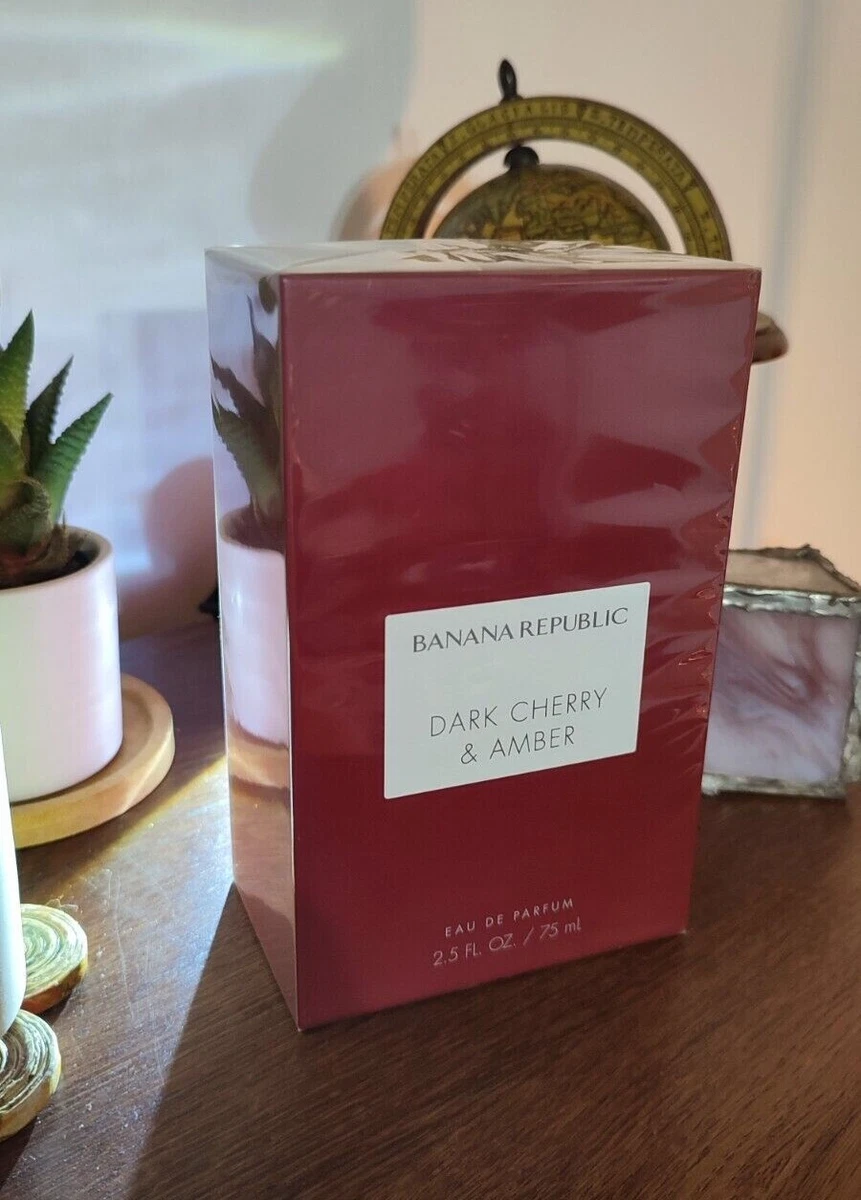 BANANA REPUBLIC
DARK CHERRY
& AMBER
EAU DE PARFUM
2.5 FL. OZ. / 75 ml